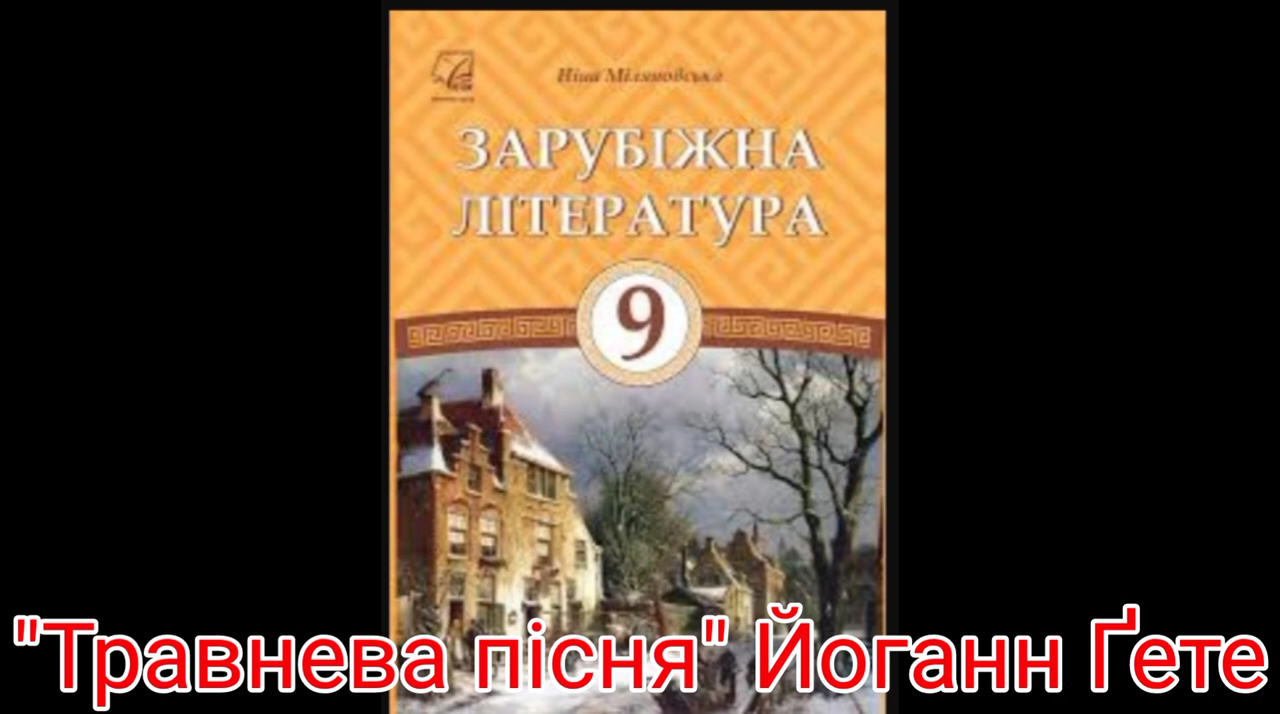 Ніна Міляновська
ЗАРУБІЖНА
ЛІТЕРАТУРА
9
"Травнева пісня" Йоганн Ґете